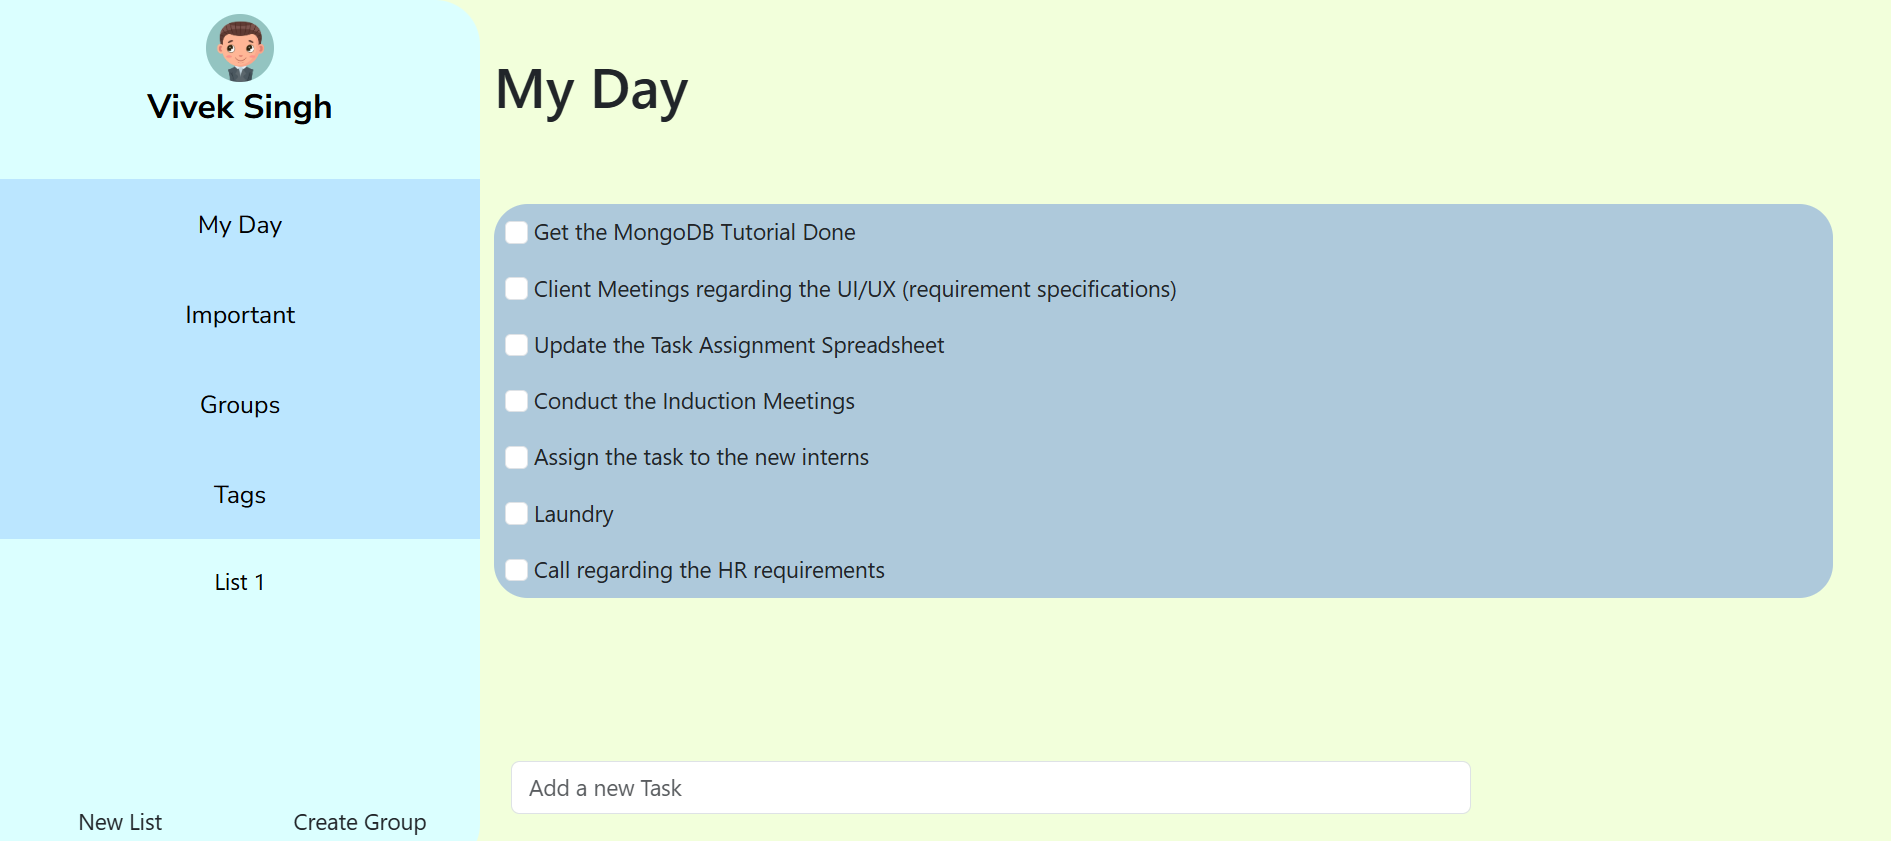 Vivek Singh
My Day
Important
Groups
Tags
List 1
New List
Create Group
My Day
Get the MongoDB Tutorial Done
Client Meetings regarding the UI/UX (requirement specifications)
Update the Task Assignment Spreadsheet
Conduct the Induction Meetings
Assign the task to the new interns
Laundry
Call regarding the HR requirements
Add a new Task